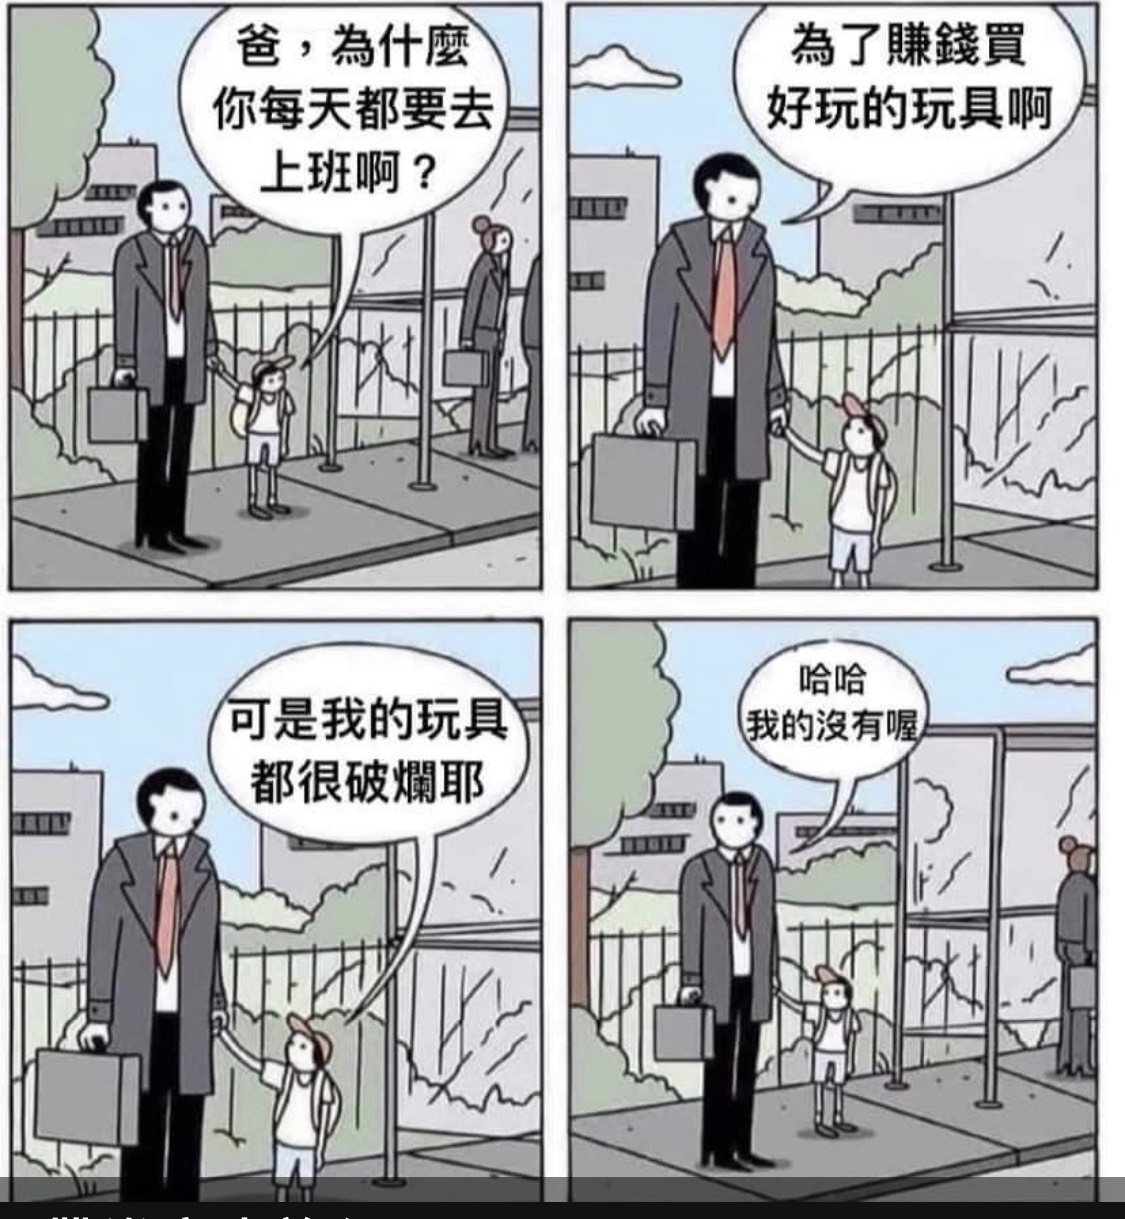 爸，為什麼
你每天都要去
上班啊？
為了賺錢買
好玩的玩具啊
可是我的玩具
都很破爛耶
哈哈
我的沒有喔